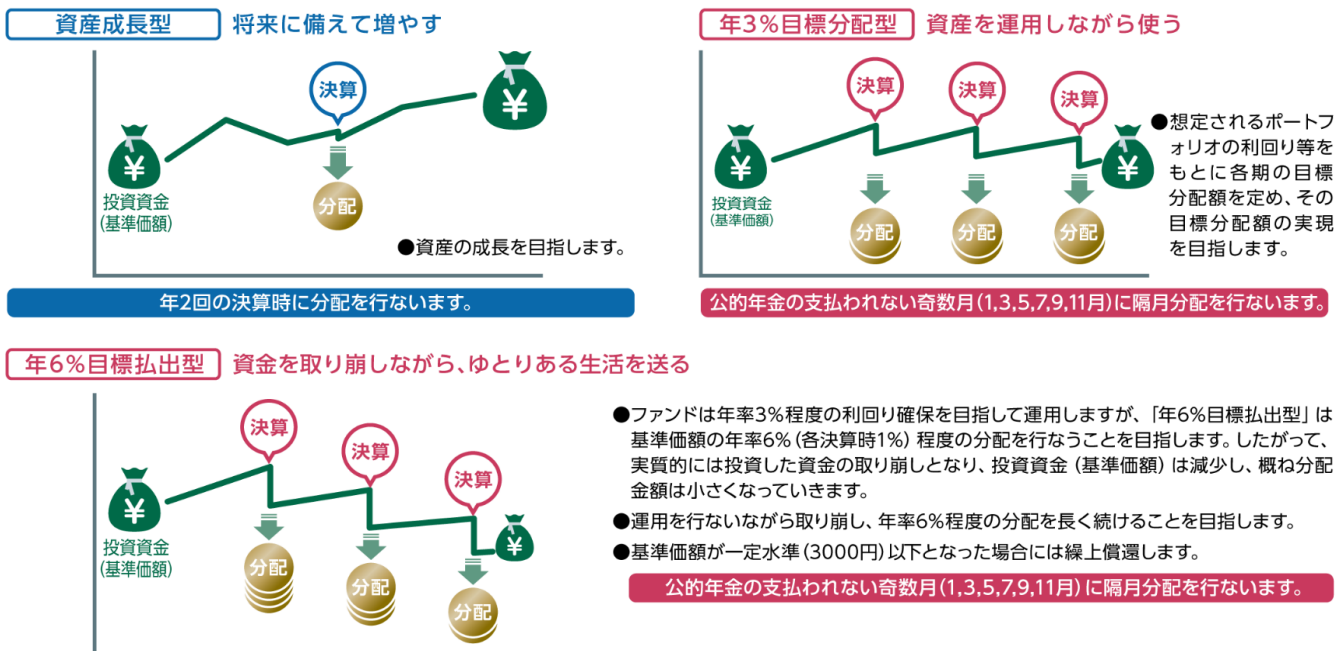 資産成長型 将来に備えて増やす
決算
投資資金
(基準価額)
分配
●資産の成長を目指します。
年2回の決算時に分配を行ないます。
年3%目標分配型 資産を運用しながら使う
決算 決算 決算
投資資金
(基準価額)
分配 分配 分配
●想定されるポートフ
ォリオの利回り等を
もとに各期の目標
分配額を定め、その
目標分配額の実現
を目指します。
公的年金の支払われない奇数月(1,3,5,7,9,11月)に隔月分配を行ないます。
年6%目標払出型 資金を取り崩しながら、ゆとりある生活を送る
決算
決算
決算
¥
¥
投資資金
(基準価額)
分配
分配
分配
●ファンドは年率3%程度の利回り確保を目指して運用しますが、「年6%目標払出型」は
基準価額の年率6%(各決算時1%)程度の分配を行なうことを目指します。したがって、
実質的には投資した資金の取り崩しとなり、投資資金(基準価額)は減少し、概ね分配
金額は小さくなっていきます。
●運用を行ないながら取り崩し、年率6%程度の分配を長く続けることを目指します。
●基準価額が一定水準(3000円)以下となった場合には繰上償還します。
公的年金の支払われない奇数月(1,3,5,7,9,11月)に隔月分配を行ないます。